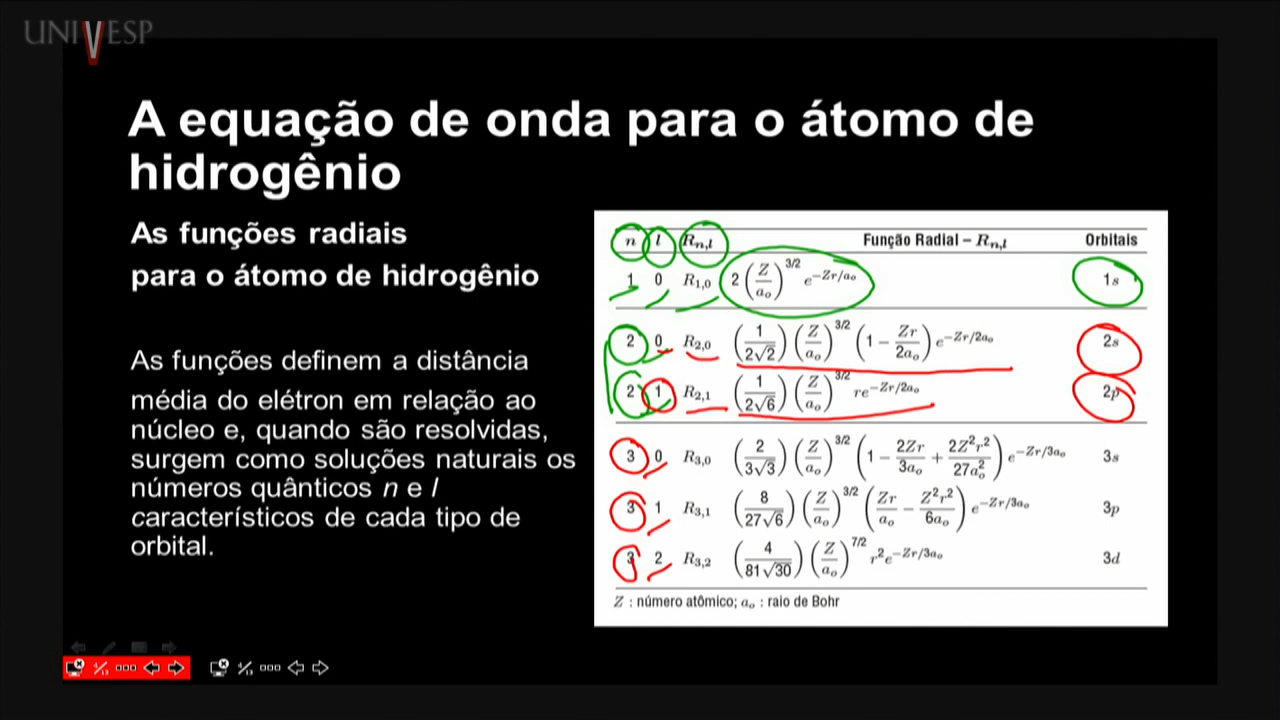 UNIVESP
A equação de onda para o átomo de
hidrogênio
As funções radiais
para o átomo de hidrogênio
As funções definem a distância
média do elétron em relação ao
núcleo e, quando são resolvidas,
surgem como soluções naturais os
números quânticos n e l
característicos de cada tipo de
orbital.
n l R_{n,l} Função Radial – R_{n,l} Orbitais
1 0 R_{1,0} 2 (Z/a_o)^{3/2} e^{-Zr/a_o} 1s
2 0 R_{2,0} (1/2√2) (Z/a_o)^{3/2} (1 - Zr/2a_o) e^{-Zr/2a_o} 2s
2 1 R_{2,1} (1/2√6) (Z/a_o)^{3/2} re^{-Zr/2a_o} 2p
3 0 R_{3,0} (2/3√3) (Z/a_o)^{3/2} (1 - 2Zr/3a_o + 2Z²r²/27a_o²) e^{-Zr/3a_o} 3s
3 1 R_{3,1} (8/27√6) (Z/a_o)^{3/2} (Zr/a_o - Z²r²/6a_o) e^{-Zr/3a_o} 3p
3 2 R_{3,2} (4/81√30) (Z/a_o)^{7/2} r²e^{-Zr/3a_o} 3d
Z : número atômico; a_o : raio de Bohr